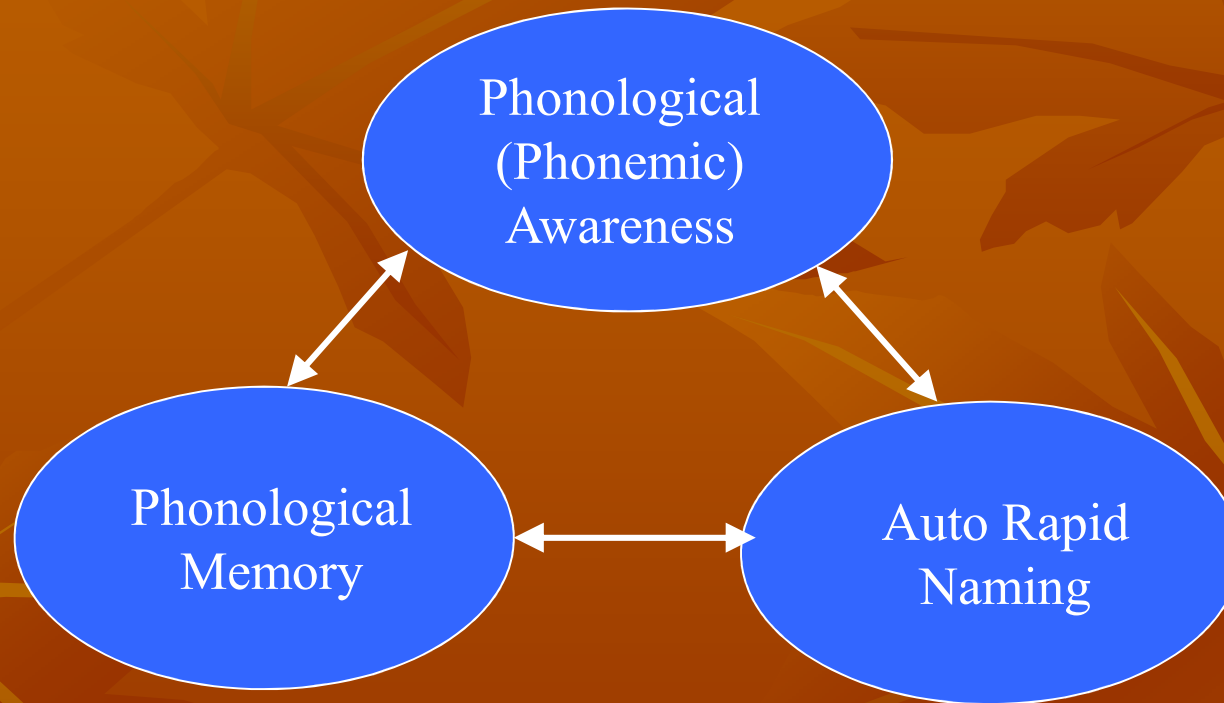 Phonological
(Phonemic)
Awareness
Phonological
Memory
Auto Rapid
Naming